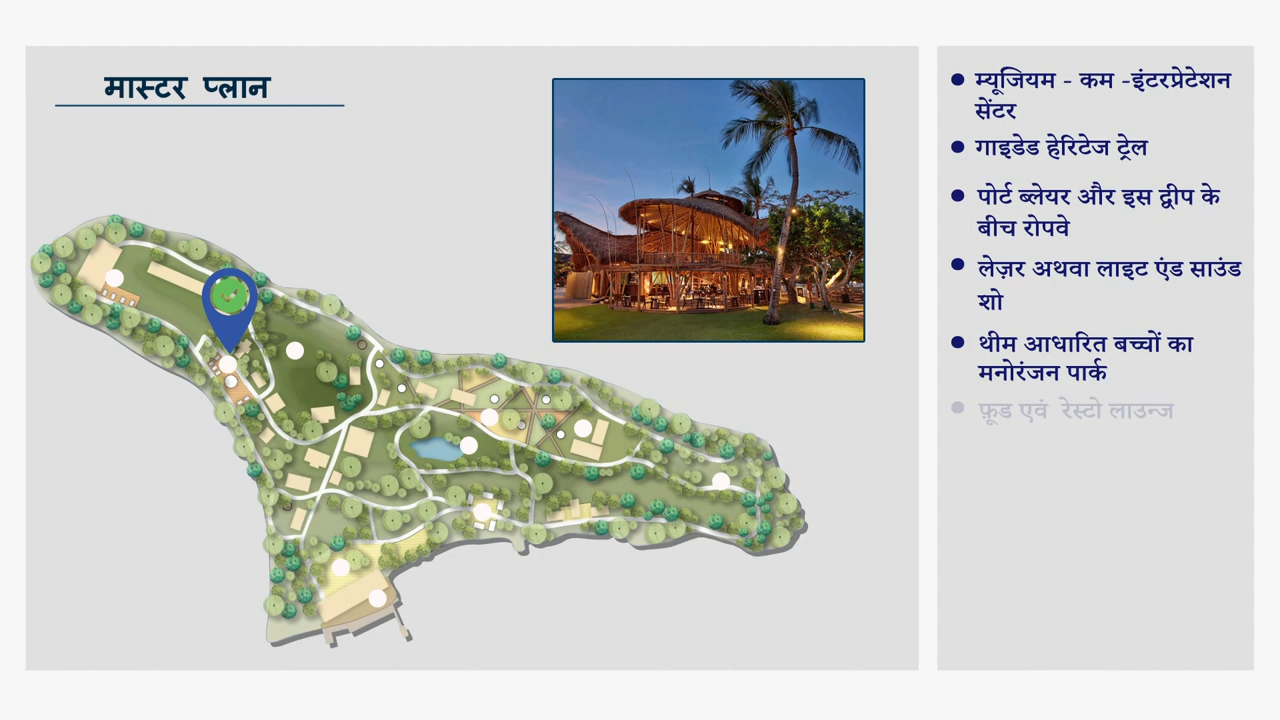 मास्टर प्लान
म्यूजियम - कम -इंटरप्रेटेशन
सेंटर
गाइडेड हेरिटेज ट्रेल
पोर्ट ब्लेयर और इस द्वीप के
बीच रोपवे
लेज़र अथवा लाइट एंड साउंड
शो
थीम आधारित बच्चों का
मनोरंजन पार्क
फ़ूड एवं रेस्टो लाउन्ज